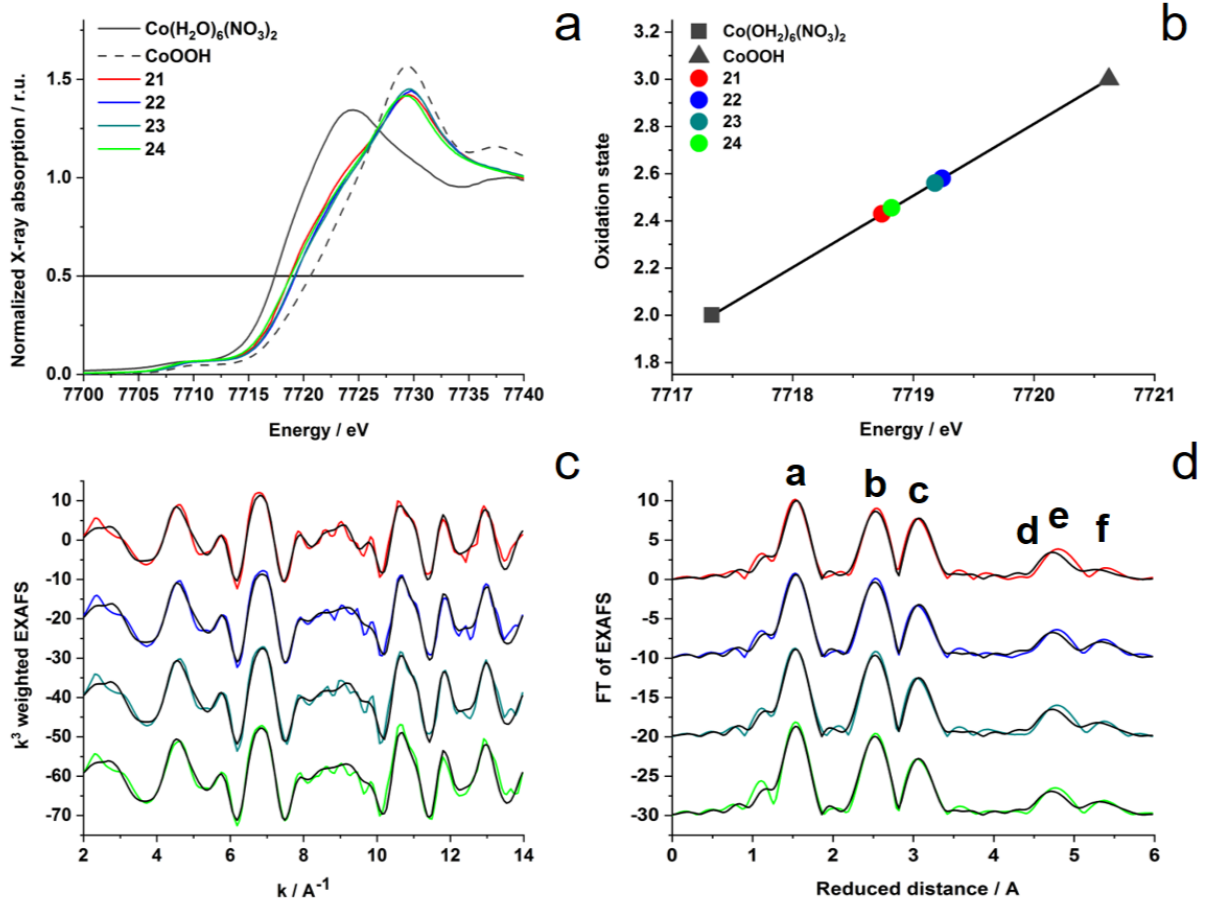 a
Co(H₂O)₆(NO₃)₂
CoOOH
21
22
23
24
Normalized X-ray absorption / r.u.
1.5
1.0
0.5
0.0
7700 7705 7710 7715 7720 7725 7730 7735 7740
Energy / eV
b
Co(OH₂)₆(NO₃)₂
CoOOH
21
22
23
24
Oxidation state
3.2
3.0
2.8
2.6
2.4
2.2
2.0
1.8
7717 7718 7719 7720 7721
Energy / eV
c
k³ weighted EXAFS
10
0
-10
-20
-30
-40
-50
-60
-70
2 4 6 8 10 12 14
k / A⁻¹
d
a b c d e f
FT of EXAFS
10
5
0
-5
-10
-15
-20
-25
-30
0 1 2 3 4 5 6
Reduced distance / A